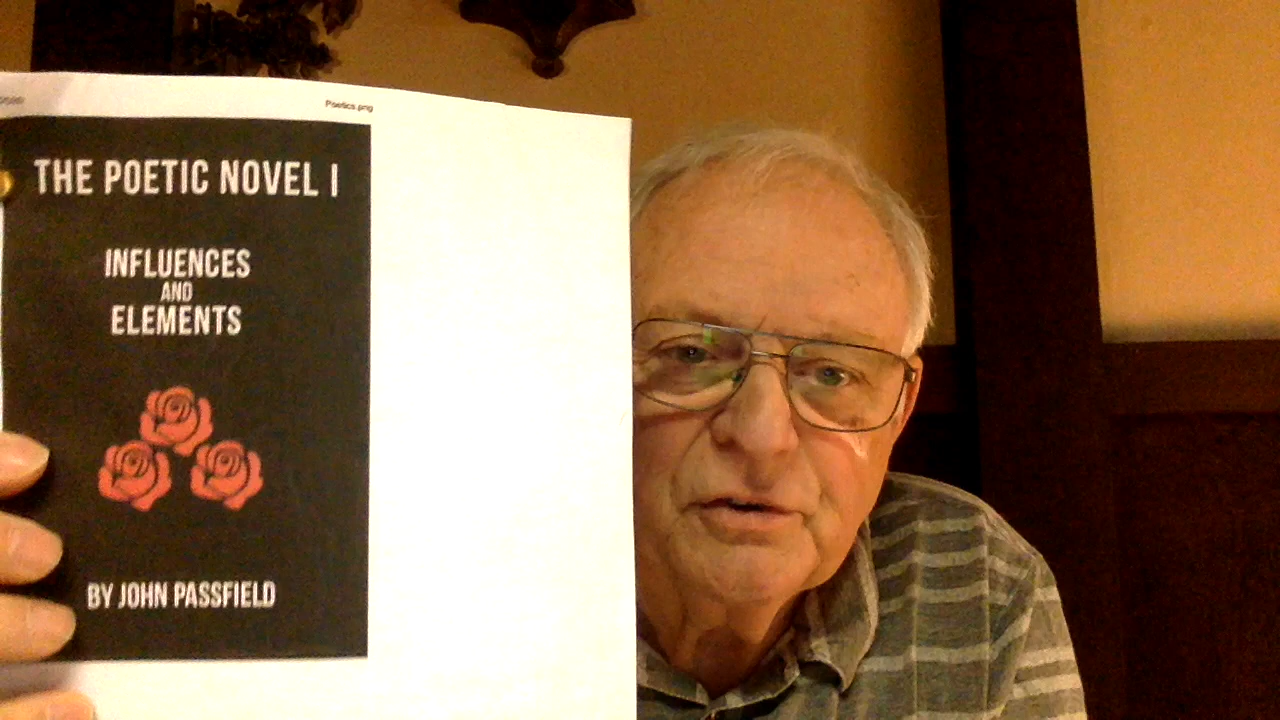 Poetics.png
THE POETIC NOVEL I
INFLUENCES
AND
ELEMENTS
BY JOHN PASSFIELD